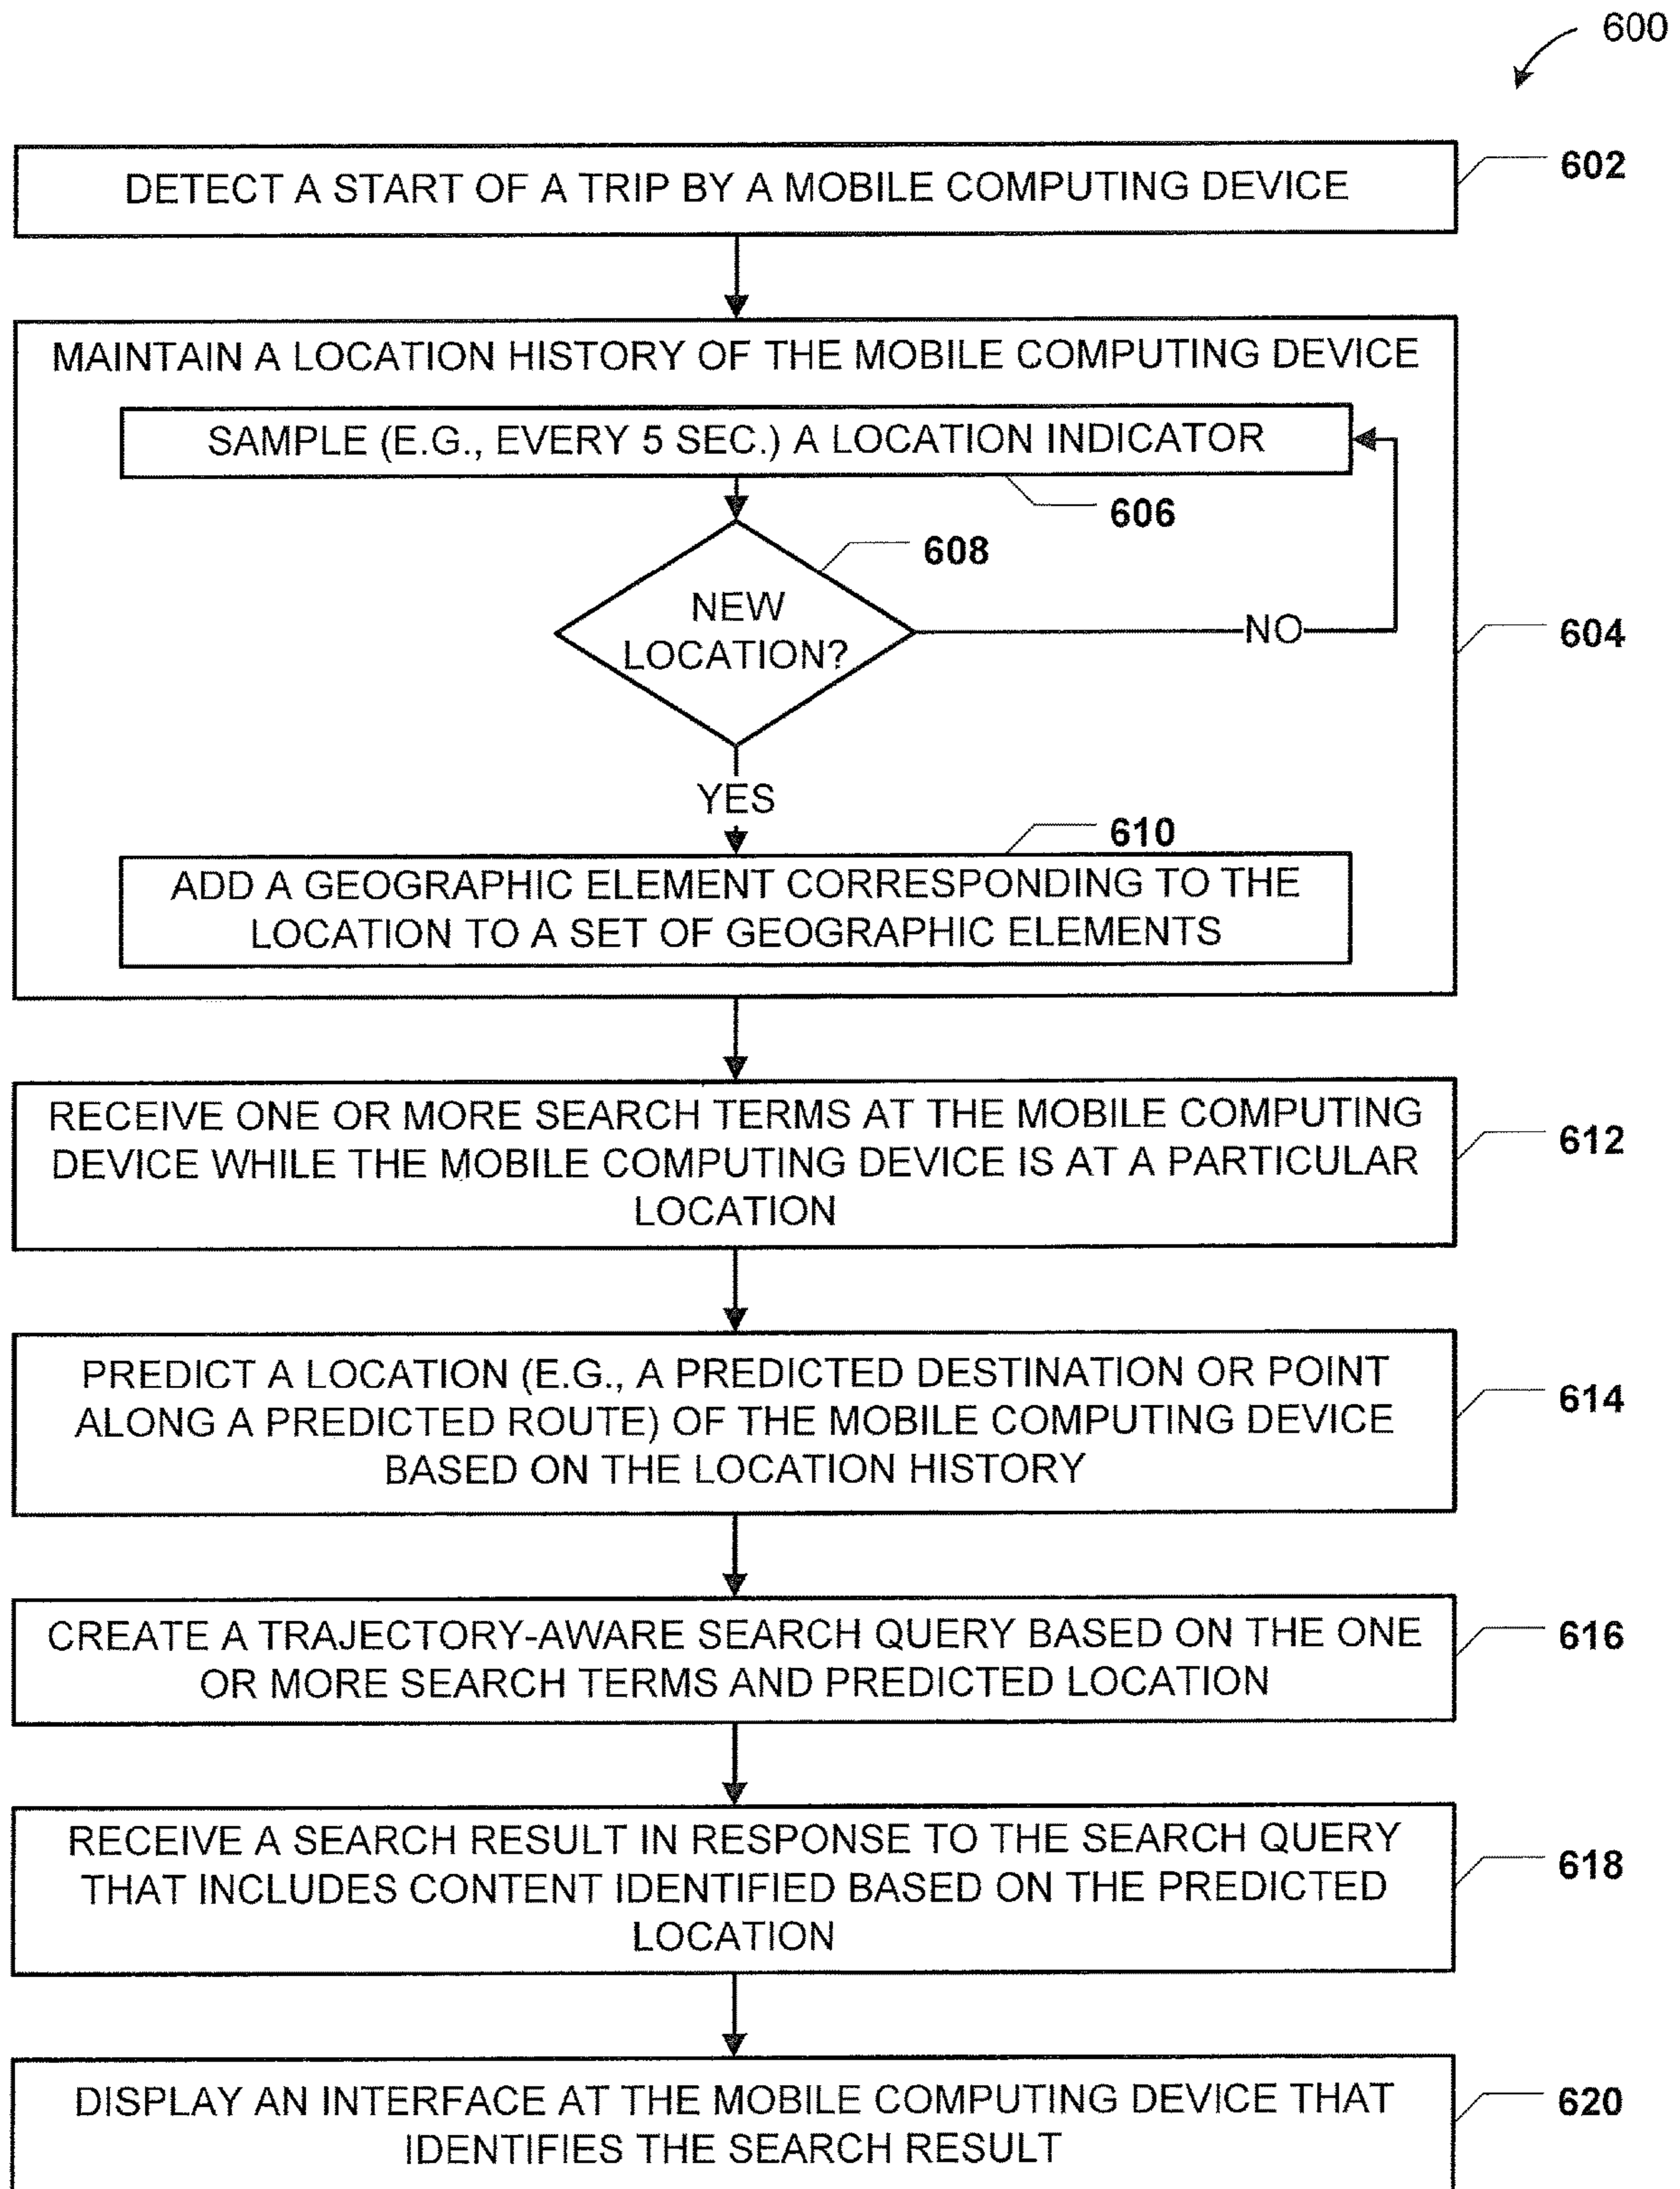 600
DETECT A START OF A TRIP BY A MOBILE COMPUTING DEVICE
602
MAINTAIN A LOCATION HISTORY OF THE MOBILE COMPUTING DEVICE
SAMPLE (E.G., EVERY 5 SEC.) A LOCATION INDICATOR
606
608
NEW
LOCATION?
NO
604
YES
610
ADD A GEOGRAPHIC ELEMENT CORRESPONDING TO THE
LOCATION TO A SET OF GEOGRAPHIC ELEMENTS
RECEIVE ONE OR MORE SEARCH TERMS AT THE MOBILE COMPUTING
DEVICE WHILE THE MOBILE COMPUTING DEVICE IS AT A PARTICULAR
LOCATION
612
PREDICT A LOCATION (E.G., A PREDICTED DESTINATION OR POINT
ALONG A PREDICTED ROUTE) OF THE MOBILE COMPUTING DEVICE
BASED ON THE LOCATION HISTORY
614
CREATE A TRAJECTORY-AWARE SEARCH QUERY BASED ON THE ONE
OR MORE SEARCH TERMS AND PREDICTED LOCATION
616
RECEIVE A SEARCH RESULT IN RESPONSE TO THE SEARCH QUERY
THAT INCLUDES CONTENT IDENTIFIED BASED ON THE PREDICTED
LOCATION
618
DISPLAY AN INTERFACE AT THE MOBILE COMPUTING DEVICE THAT
IDENTIFIES THE SEARCH RESULT
620